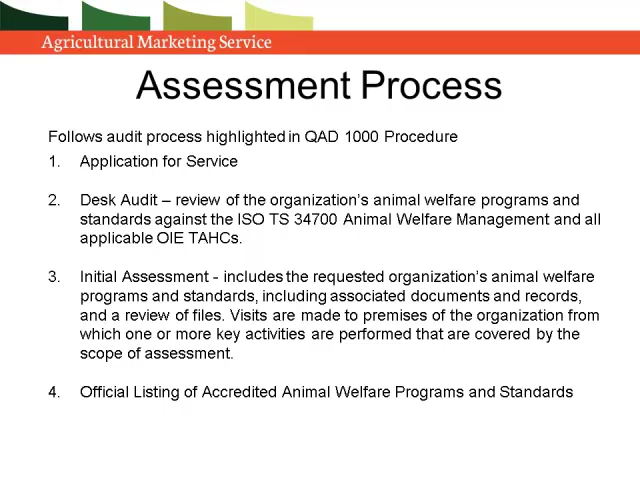 Agricultural Marketing Service
Assessment Process
Follows audit process highlighted in QAD 1000 Procedure
1. Application for Service
2. Desk Audit – review of the organization’s animal welfare programs and
standards against the ISO TS 34700 Animal Welfare Management and all
applicable OIE TAHCs.
3. Initial Assessment - includes the requested organization’s animal welfare
programs and standards, including associated documents and records,
and a review of files. Visits are made to premises of the organization from
which one or more key activities are performed that are covered by the
scope of assessment.
4. Official Listing of Accredited Animal Welfare Programs and Standards